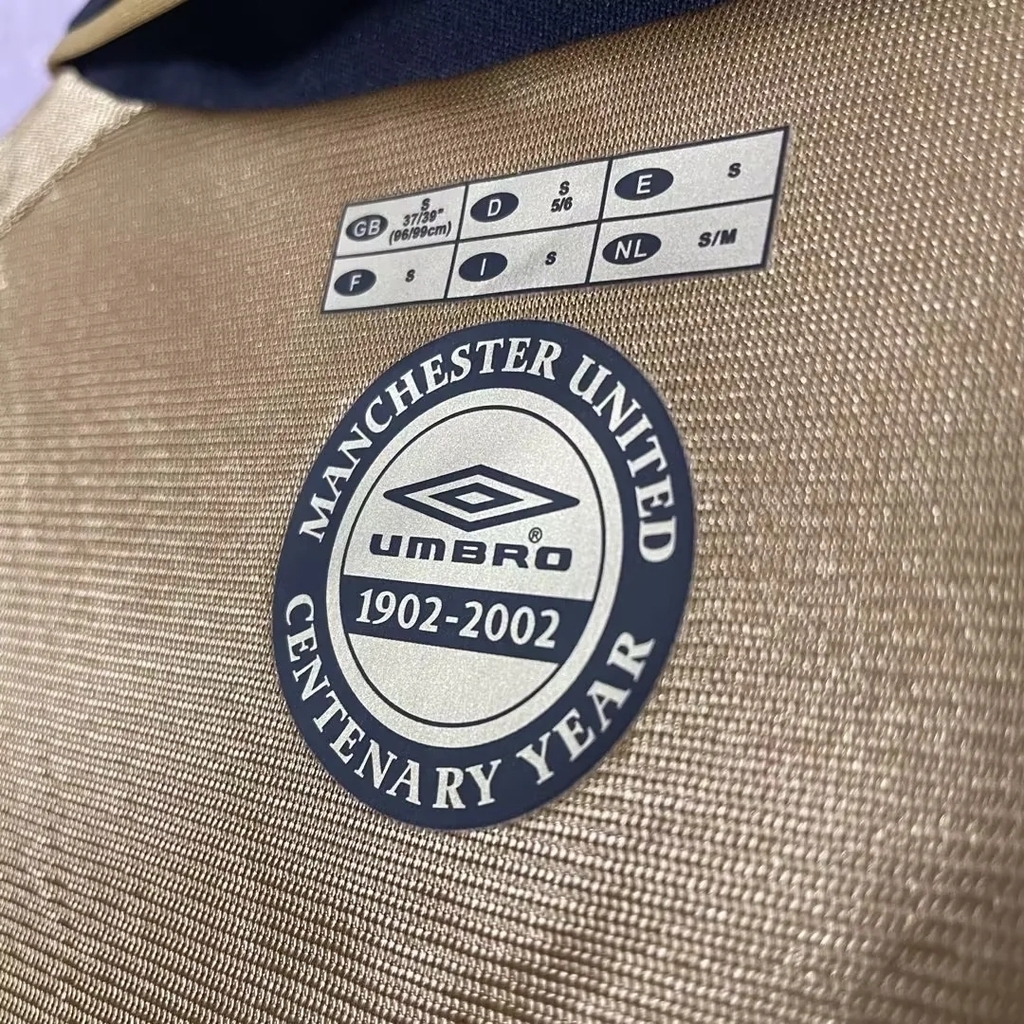 GB S 37/39" (96/99cm)
D S 5/6
E S
F S
I S
NL S/M
MANCHESTER UNITED
UMBRO®
1902-2002
CENTENARY YEAR